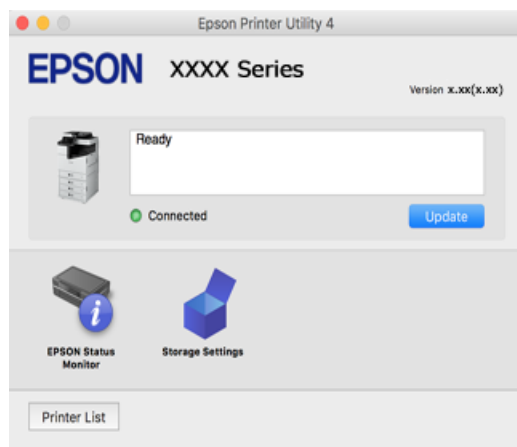 Epson Printer Utility 4
EPSON XXXX Series
Version x.xx(x.xx)
Ready
Connected
Update
EPSON Status
Monitor
Storage Settings
Printer List